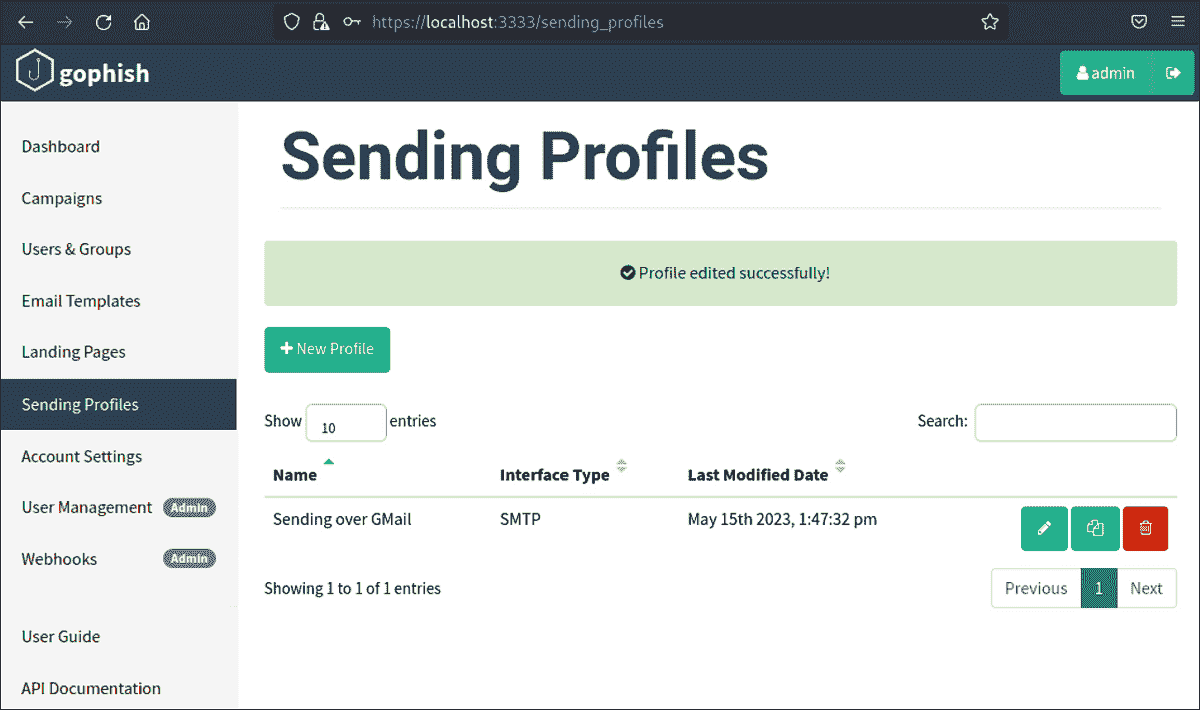 https://localhost:3333/sending_profiles
gophish
admin
Dashboard
Campaigns
Users & Groups
Email Templates
Landing Pages
Sending Profiles
Account Settings
User Management Admin
Webhooks Admin
User Guide
API Documentation
Sending Profiles
Profile edited successfully!
+ New Profile
Show 10 entries Search:
Name Interface Type Last Modified Date
Sending over GMail SMTP May 15th 2023, 1:47:32 pm
Showing 1 to 1 of 1 entries Previous 1 Next